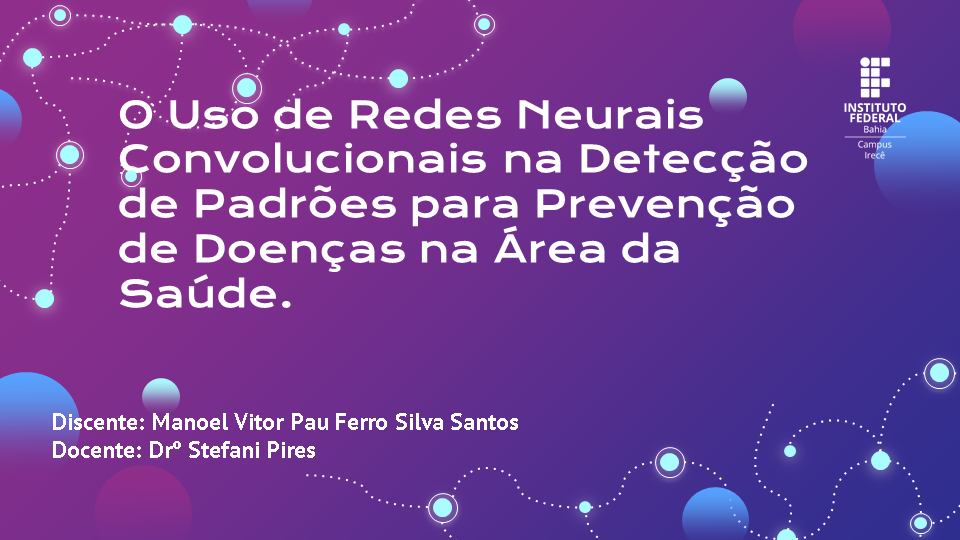 O Uso de Redes Neurais
Convolucionais na Detecção
de Padrões para Prevenção
de Doenças na Área da
Saúde.
INSTITUTO
FEDERAL
Bahia
Campus
Irecê
Discente: Manoel Vitor Pau Ferro Silva Santos
Docente: Drº Stefani Pires